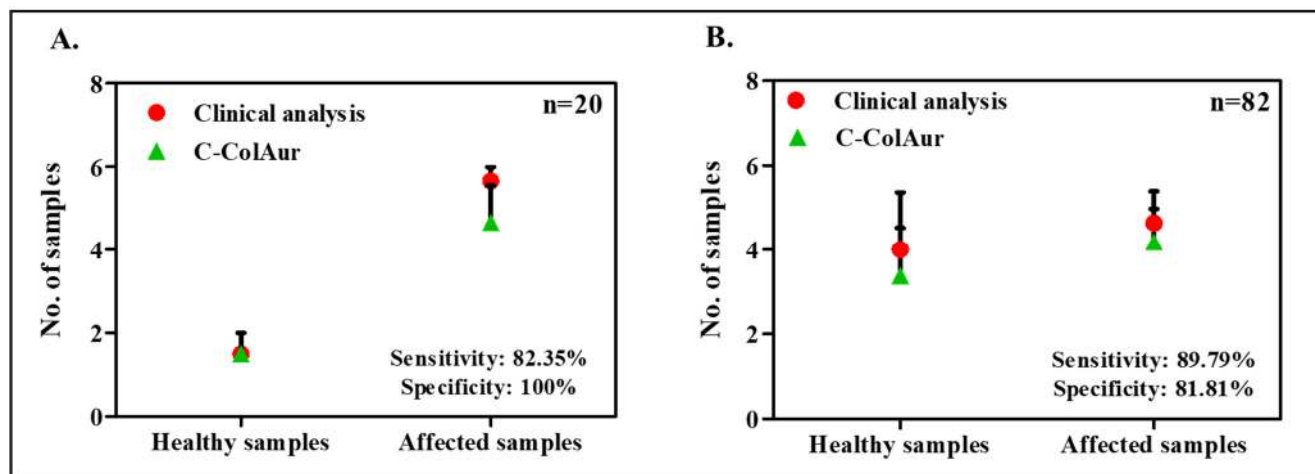 A.
No. of samples
8
6
4
2
0
Clinical analysis
C-ColAur
n=20
Sensitivity: 82.35%
Specificity: 100%
Healthy samples
Affected samples
B.
No. of samples
8
6
4
2
0
Clinical analysis
C-ColAur
n=82
Sensitivity: 89.79%
Specificity: 81.81%
Healthy samples
Affected samples